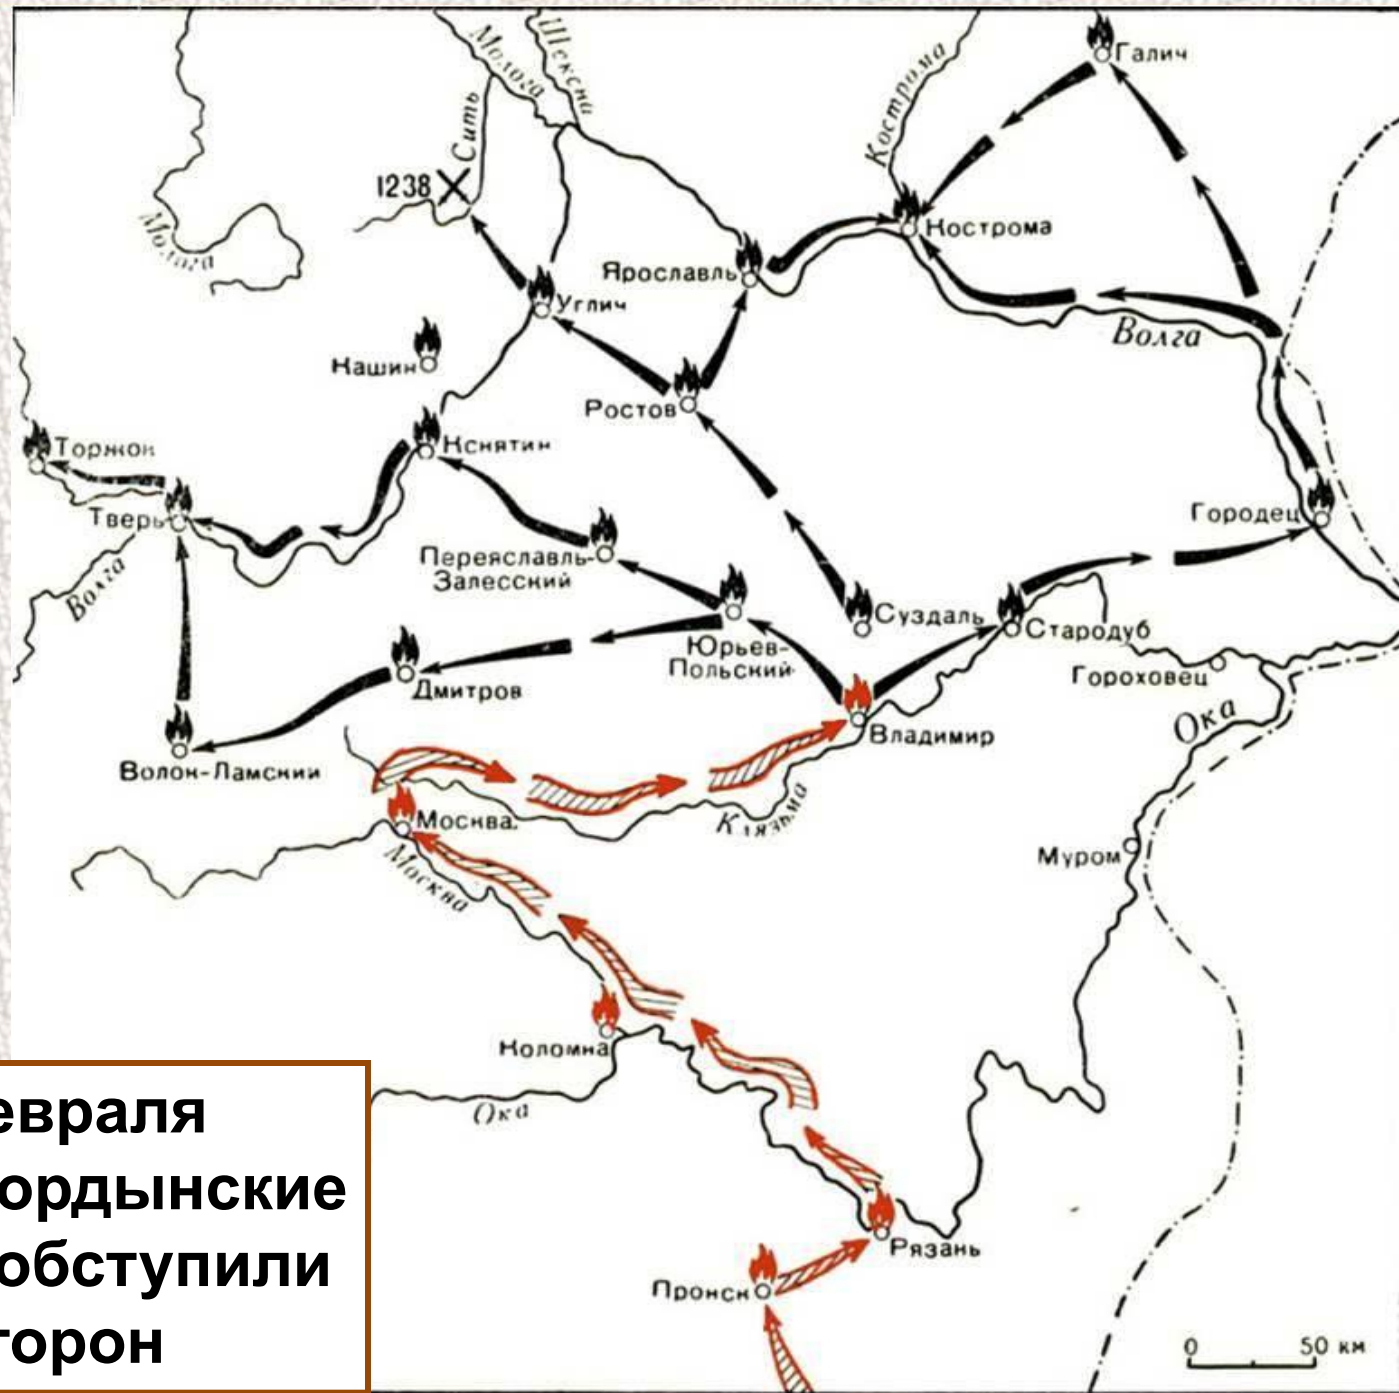 Галич
Шексна
Молога
Кострома
Сить
1238
Молога
Кострома
Ярославль
Углич
Волга
Кашин
Ростов
Торжок
Кснятин
Тверь
Городец
Переяславль-
Залесский
Волга
Суздаль
Стародуб
Юрьев-
Польский
Гороховец
Дмитров
Ока
Владимир
Волок-Ламский
Москва
Клязьма
Москва
Муром
Коломна
Ока
Рязань
Пронск
0 50 км
евраля
ордынские
обступили
торон